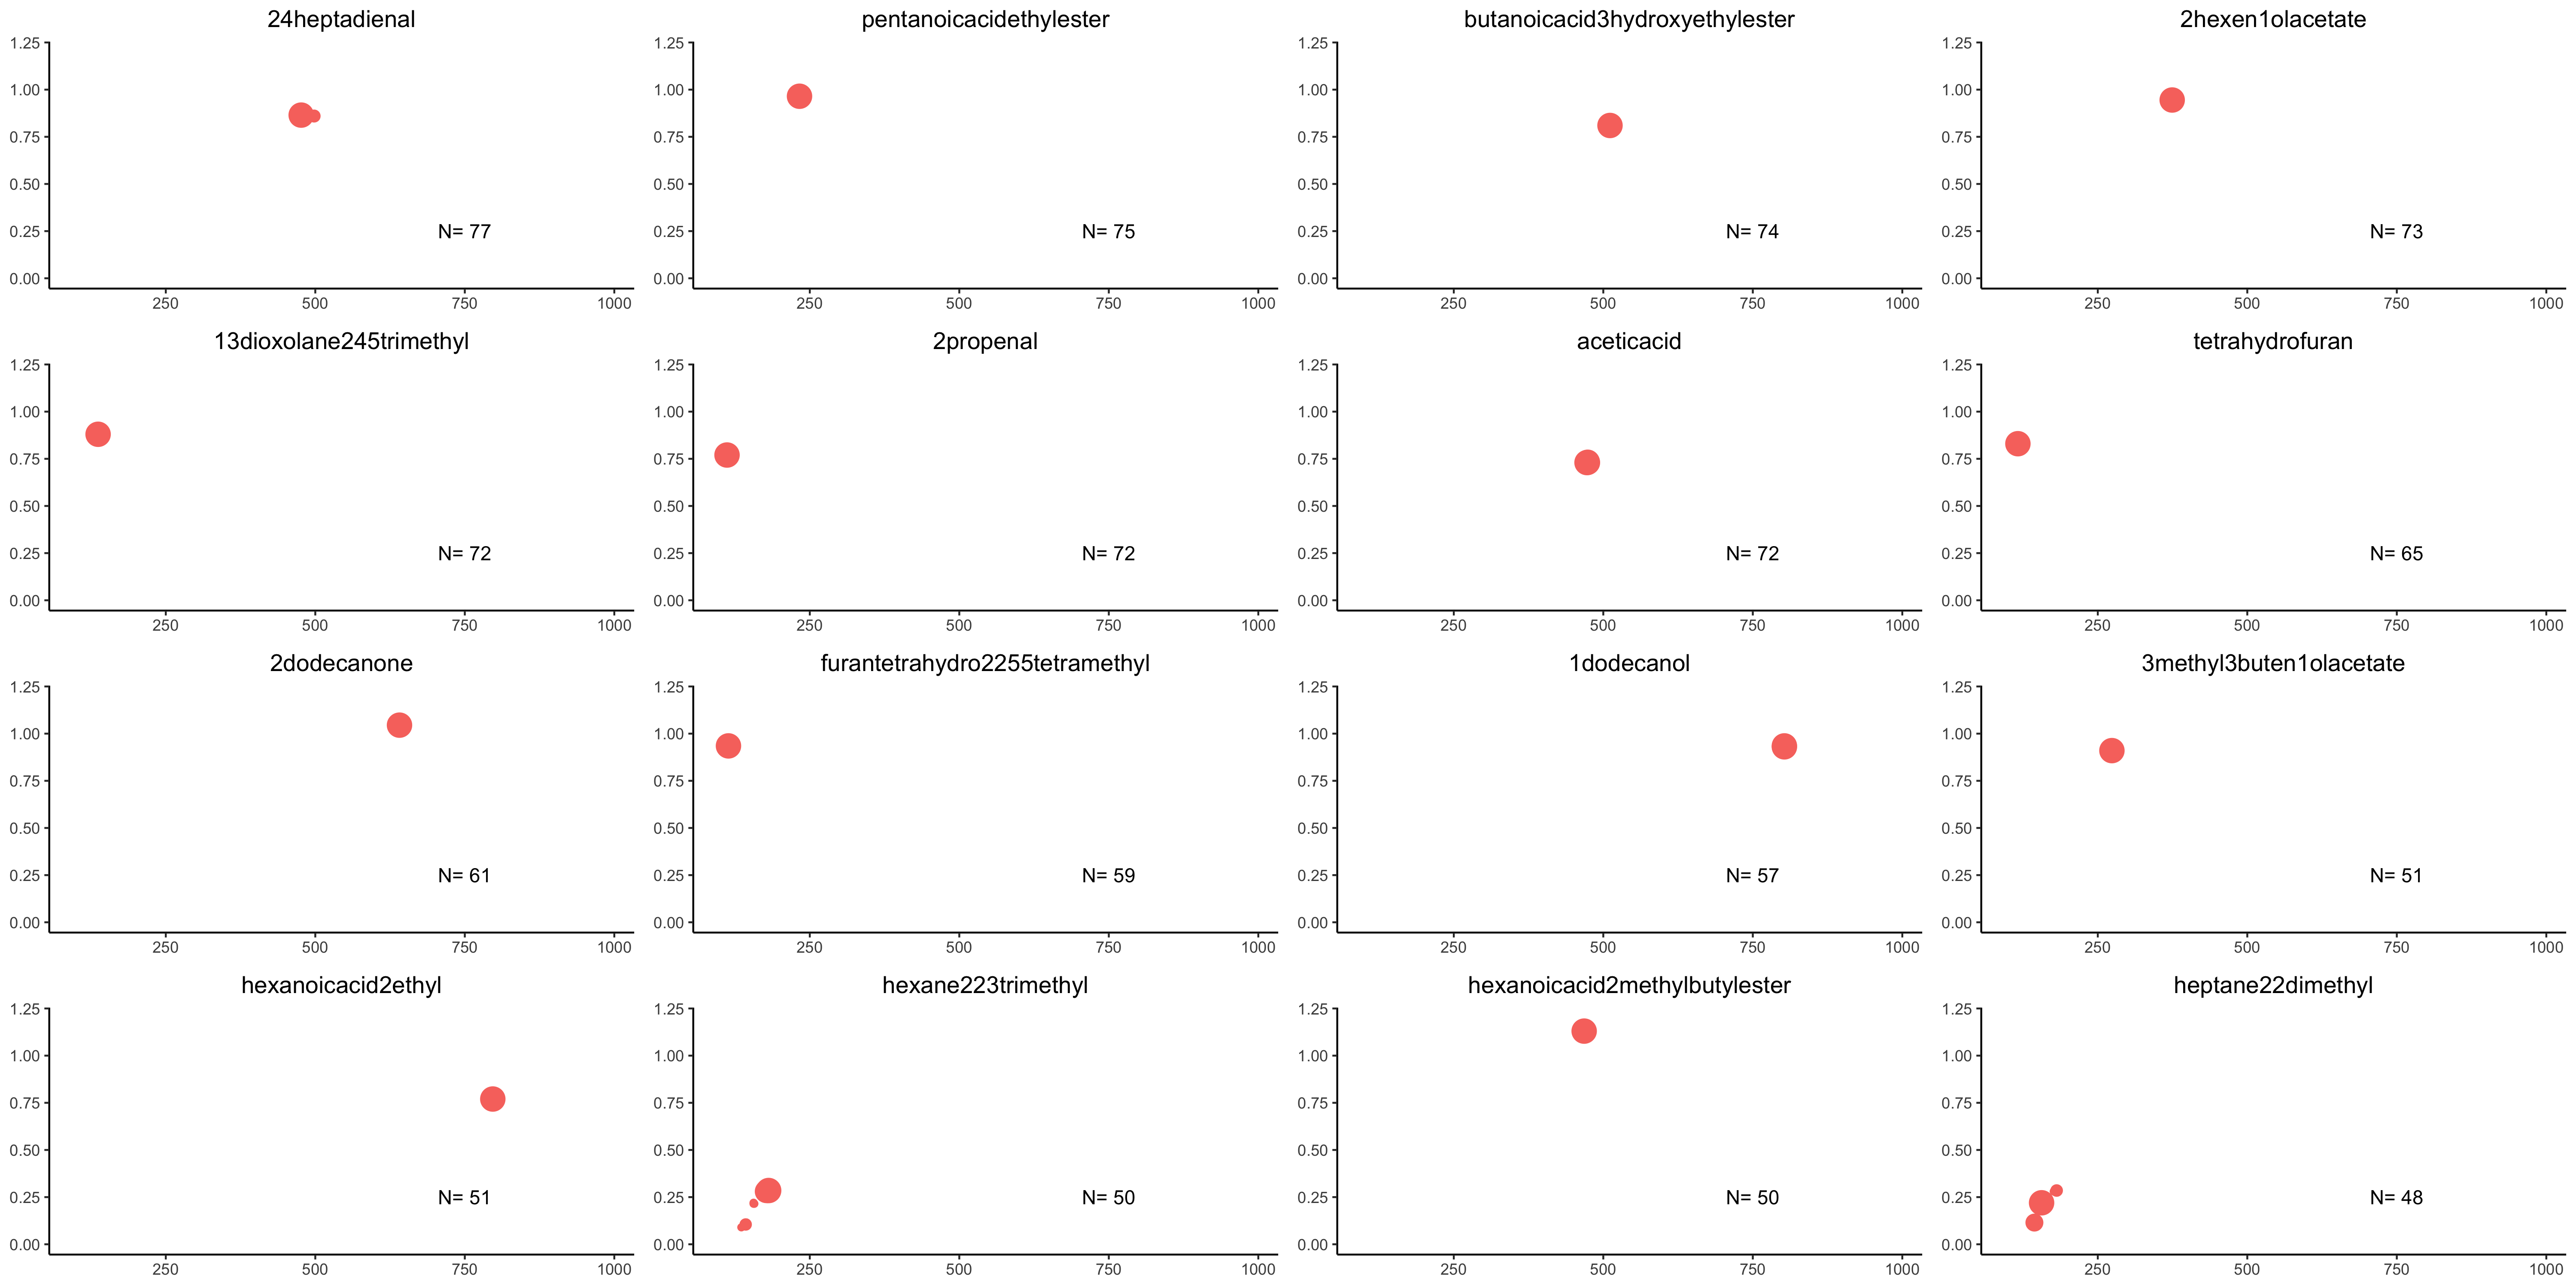 24heptadienal
1.25
1.00
0.75
0.50
0.25
0.00
N= 77
250 500 750 1000
pentanoicacidethylester
1.25
1.00
0.75
0.50
0.25
0.00
N= 75
250 500 750 1000
butanoicacid3hydroxyethylester
1.25
1.00
0.75
0.50
0.25
0.00
N= 74
250 500 750 1000
2hexen1olacetate
1.25
1.00
0.75
0.50
0.25
0.00
N= 73
250 500 750 1000
13dioxolane245trimethyl
1.25
1.00
0.75
0.50
0.25
0.00
N= 72
250 500 750 1000
2propenal
1.25
1.00
0.75
0.50
0.25
0.00
N= 72
250 500 750 1000
aceticacid
1.25
1.00
0.75
0.50
0.25
0.00
N= 72
250 500 750 1000
tetrahydrofuran
1.25
1.00
0.75
0.50
0.25
0.00
N= 65
250 500 750 1000
2dodecanone
1.25
1.00
0.75
0.50
0.25
0.00
N= 61
250 500 750 1000
furantetrahydro2255tetramethyl
1.25
1.00
0.75
0.50
0.25
0.00
N= 59
250 500 750 1000
1dodecanol
1.25
1.00
0.75
0.50
0.25
0.00
N= 57
250 500 750 1000
3methyl3buten1olacetate
1.25
1.00
0.75
0.50
0.25
0.00
N= 51
250 500 750 1000
hexanoicacid2ethyl
1.25
1.00
0.75
0.50
0.25
0.00
N= 51
250 500 750 1000
hexane223trimethyl
1.25
1.00
0.75
0.50
0.25
0.00
N= 50
250 500 750 1000
hexanoicacid2methylbutylester
1.25
1.00
0.75
0.50
0.25
0.00
N= 50
250 500 750 1000
heptane22dimethyl
1.25
1.00
0.75
0.50
0.25
0.00
N= 48
250 500 750 1000